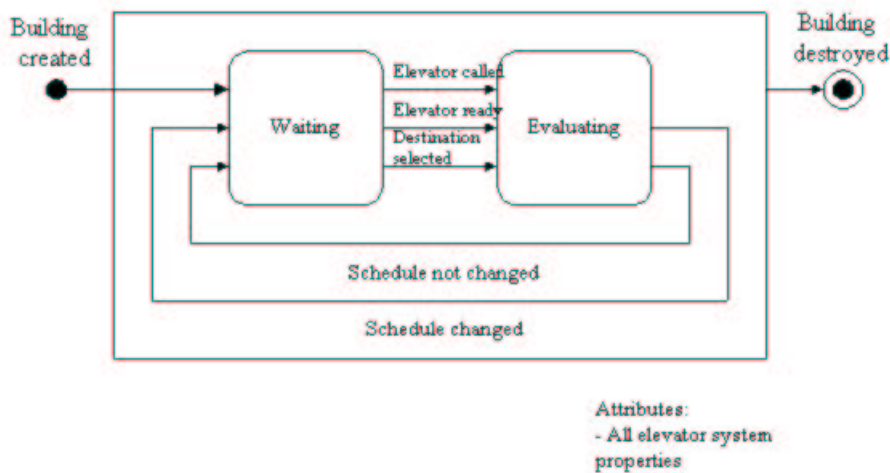 Building
created
Building
destroyed
Elevator called
Elevator ready
Destination
selected
Waiting
Evaluating
Schedule not changed
Schedule changed
Attributes:
- All elevator system
properties